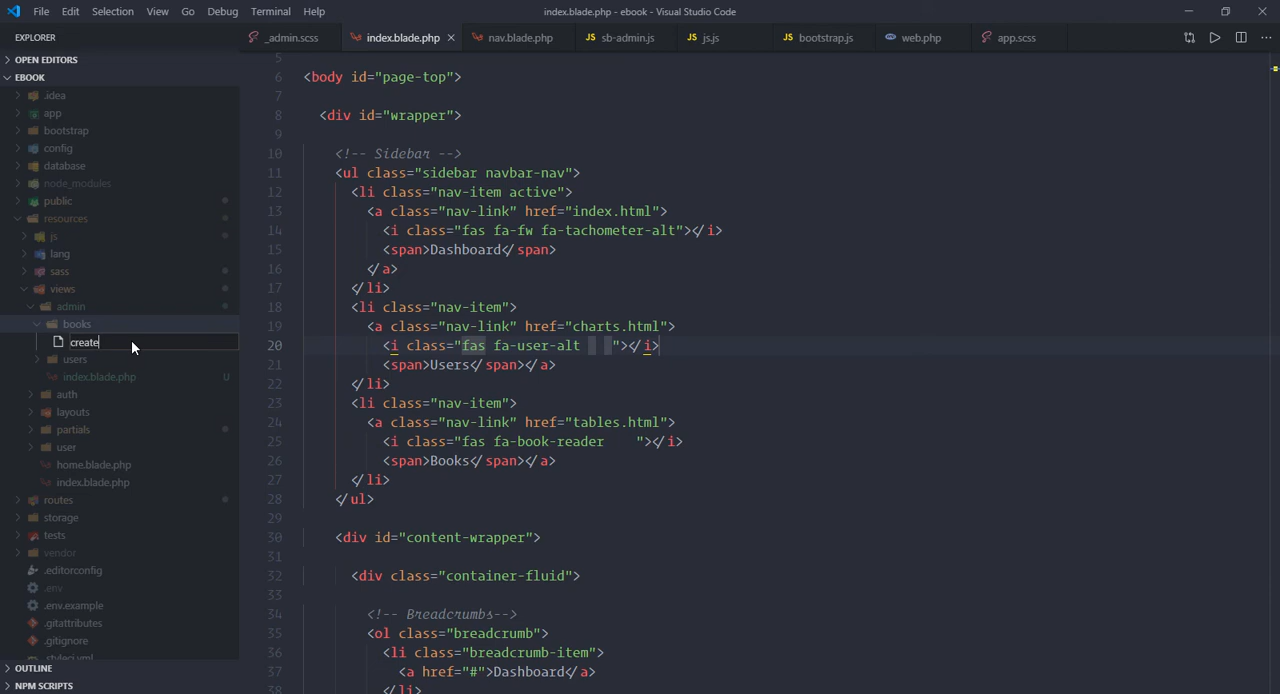 File Edit Selection View Go Debug Terminal Help
index.blade.php - ebook - Visual Studio Code
EXPLORER
_admin.scss
index.blade.php
nav.blade.php
JS sb-admin.js
JS js.js
JS bootstrap.js
web.php
app.scss
OPEN EDITORS
EBOOK
.idea
app
bootstrap
config
database
node_modules
public
resources
js
lang
sass
views
admin
books
create
users
index.blade.php U
auth
layouts
partials
user
home.blade.php
index.blade.php
routes
storage
tests
vendor
.editorconfig
.env
.env.example
.gitattributes
.gitignore
.styleci.yml
OUTLINE
NPM SCRIPTS
5
6 <body id="page-top">
7
8 <div id="wrapper">
9
10 <!-- Sidebar -->
11 <ul class="sidebar navbar-nav">
12 <li class="nav-item active">
13 <a class="nav-link" href="index.html">
14 <i class="fas fa-fw fa-tachometer-alt"></i>
15 <span>Dashboard</span>
16 </a>
17 </li>
18 <li class="nav-item">
19 <a class="nav-link" href="charts.html">
20 <i class="fas fa-user-alt    "></i>
21 <span>Users</span></a>
22 </li>
23 <li class="nav-item">
24 <a class="nav-link" href="tables.html">
25 <i class="fas fa-book-reader    "></i>
26 <span>Books</span></a>
27 </li>
28 </ul>
29
30 <div id="content-wrapper">
31
32 <div class="container-fluid">
33
34 <!-- Breadcrumbs-->
35 <ol class="breadcrumb">
36 <li class="breadcrumb-item">
37 <a href="#">Dashboard</a>
38 </li>